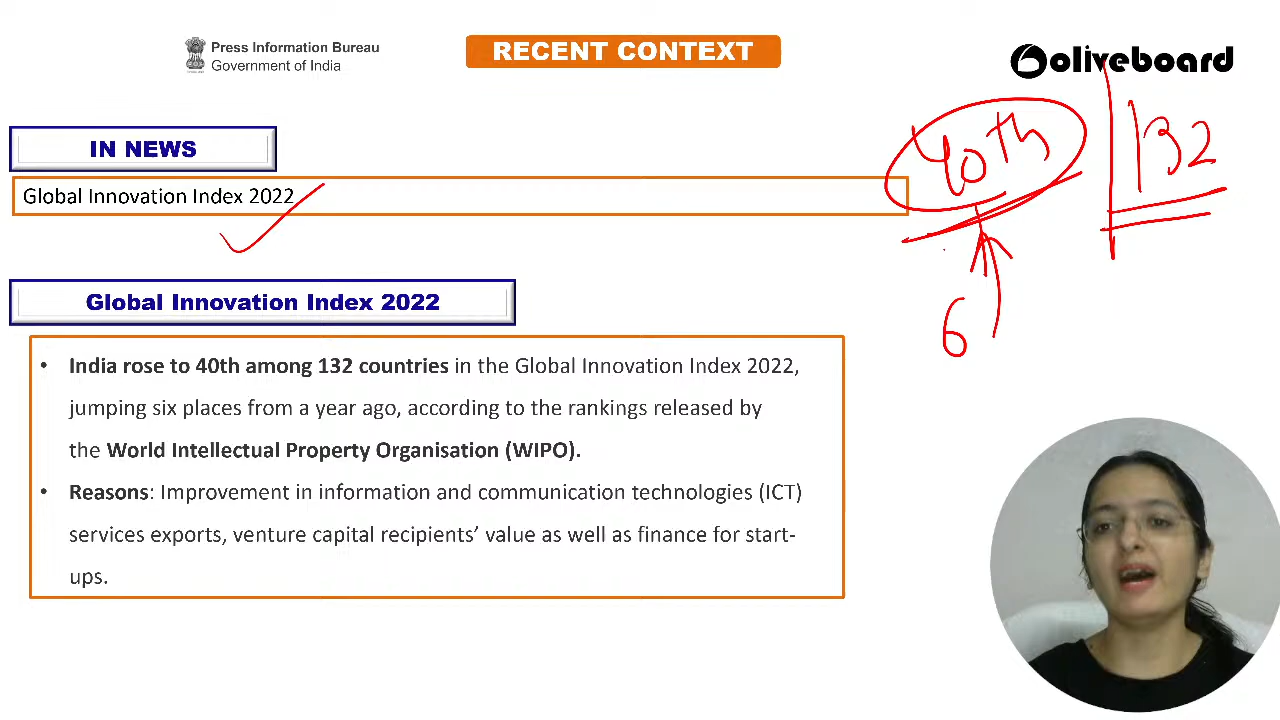 Press Information Bureau
Government of India
RECENT CONTEXT
oliveboard
IN NEWS
Global Innovation Index 2022
40th
132
6
Global Innovation Index 2022
• India rose to 40th among 132 countries in the Global Innovation Index 2022,
jumping six places from a year ago, according to the rankings released by
the World Intellectual Property Organisation (WIPO).
• Reasons: Improvement in information and communication technologies (ICT)
services exports, venture capital recipients’ value as well as finance for start-
ups.